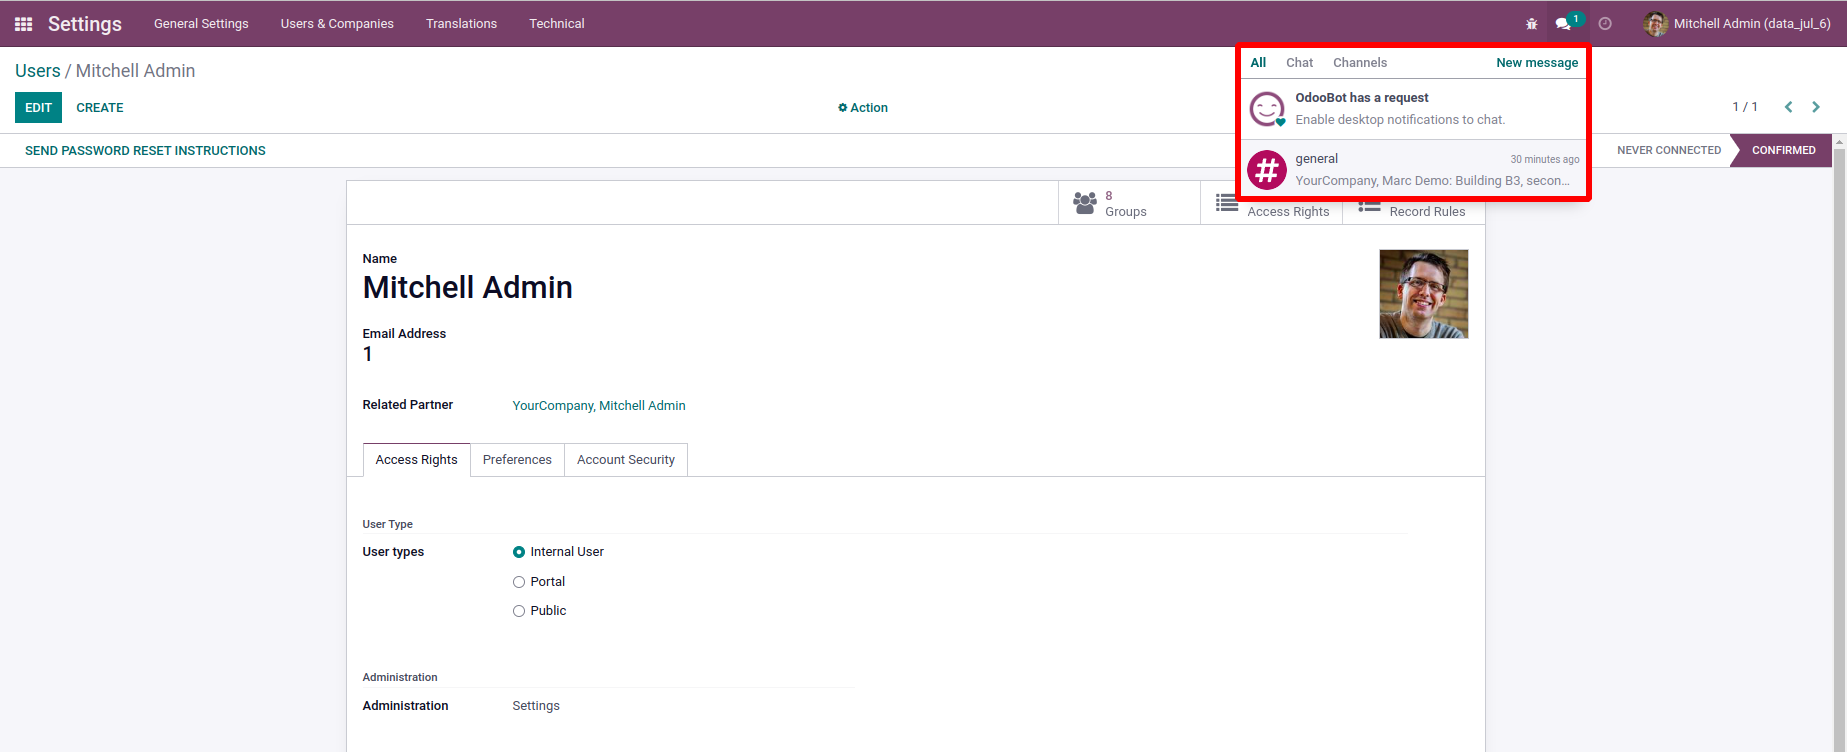 Settings General Settings Users & Companies Translations Technical 1 Mitchell Admin (data_jul_6)
Users / Mitchell Admin
EDIT CREATE Action 1 / 1
All Chat Channels New message
OdooBot has a request
Enable desktop notifications to chat.
general 30 minutes ago
YourCompany, Marc Demo: Building B3, secon...
SEND PASSWORD RESET INSTRUCTIONS NEVER CONNECTED CONFIRMED
8
Groups Access Rights Record Rules
Name
Mitchell Admin
Email Address
1
Related Partner YourCompany, Mitchell Admin
Access Rights Preferences Account Security
User Type
User types Internal User
Portal
Public
Administration
Administration Settings